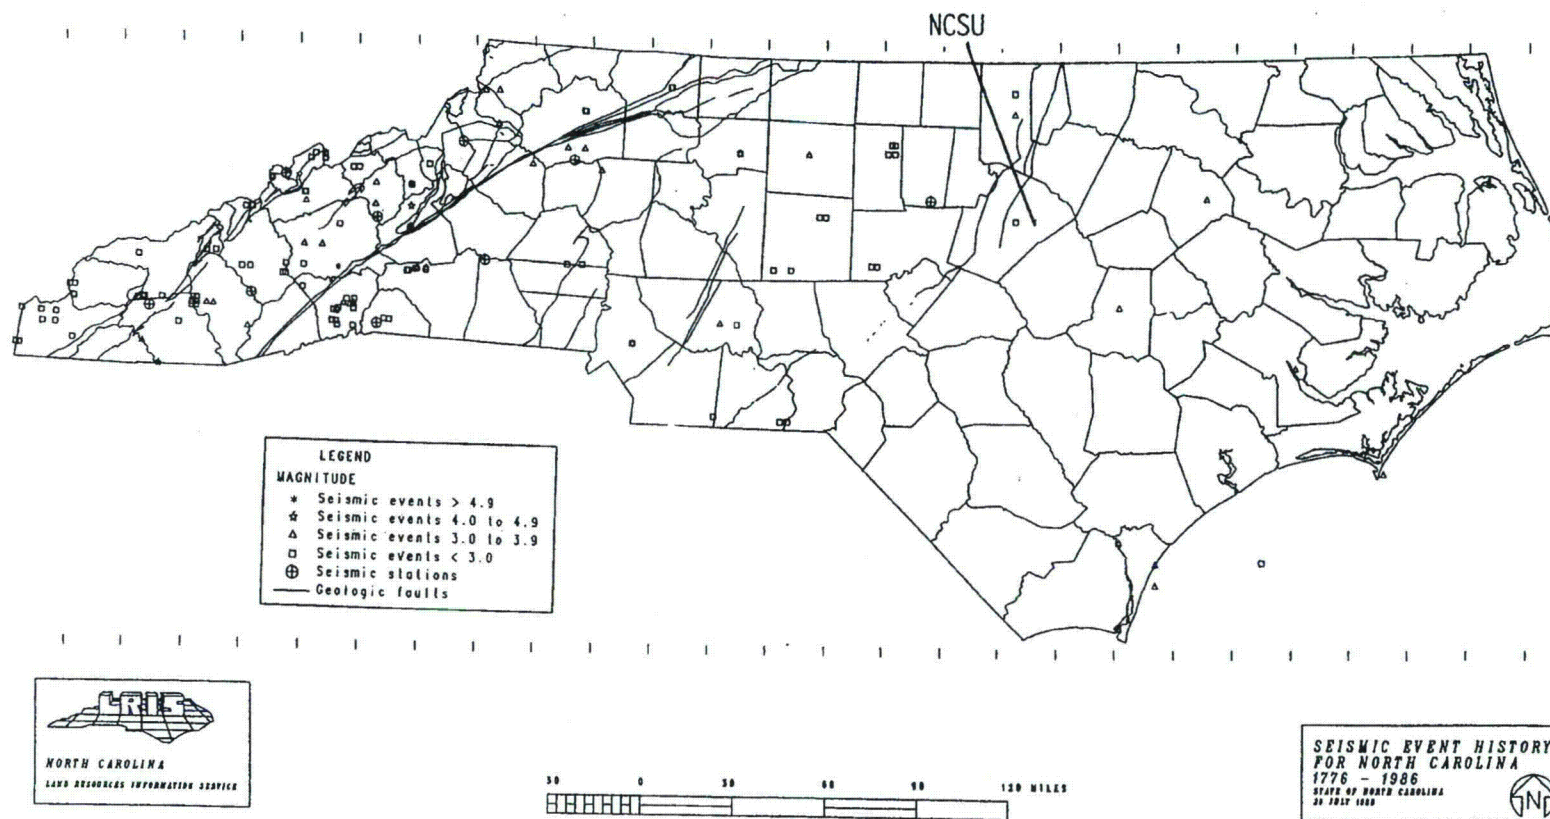 NCSU
LEGEND
MAGNITUDE
* Seismic events > 4.9
☆ Seismic events 4.0 to 4.9
△ Seismic events 3.0 to 3.9
□ Seismic events < 3.0
⊕ Seismic stations
Geologic faults
LRIS
NORTH CAROLINA
LAND RESOURCES INFORMATION SERVICE
30 0 30 60 90 120 MILES
SEISMIC EVENT HISTORY
FOR NORTH CAROLINA
1776 - 1986
STATE OF NORTH CAROLINA
JULY
N